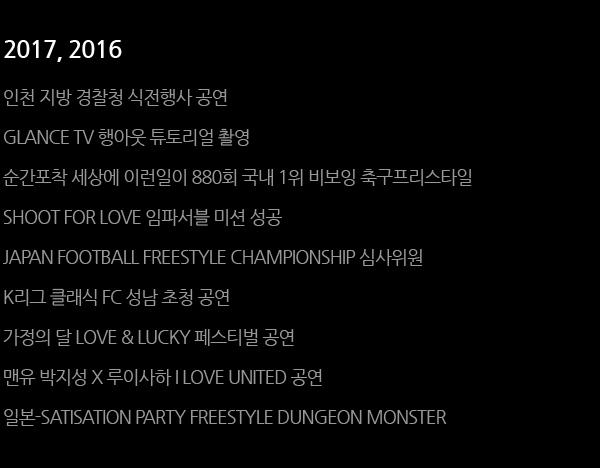 2017, 2016
인천 지방 경찰청 식전행사 공연
GLANCE TV 행아웃 튜토리얼 촬영
순간포착 세상에 이런일이 880회 국내 1위 비보잉 축구프리스타일
SHOOT FOR LOVE 임파서블 미션 성공
JAPAN FOOTBALL FREESTYLE CHAMPIONSHIP 심사위원
K리그 클래식 FC 성남 초청 공연
가정의 달 LOVE & LUCKY 페스티벌 공연
맨유 박지성 X 루이사하 I LOVE UNITED 공연
일본-SATISATION PARTY FREESTYLE DUNGEON MONSTER